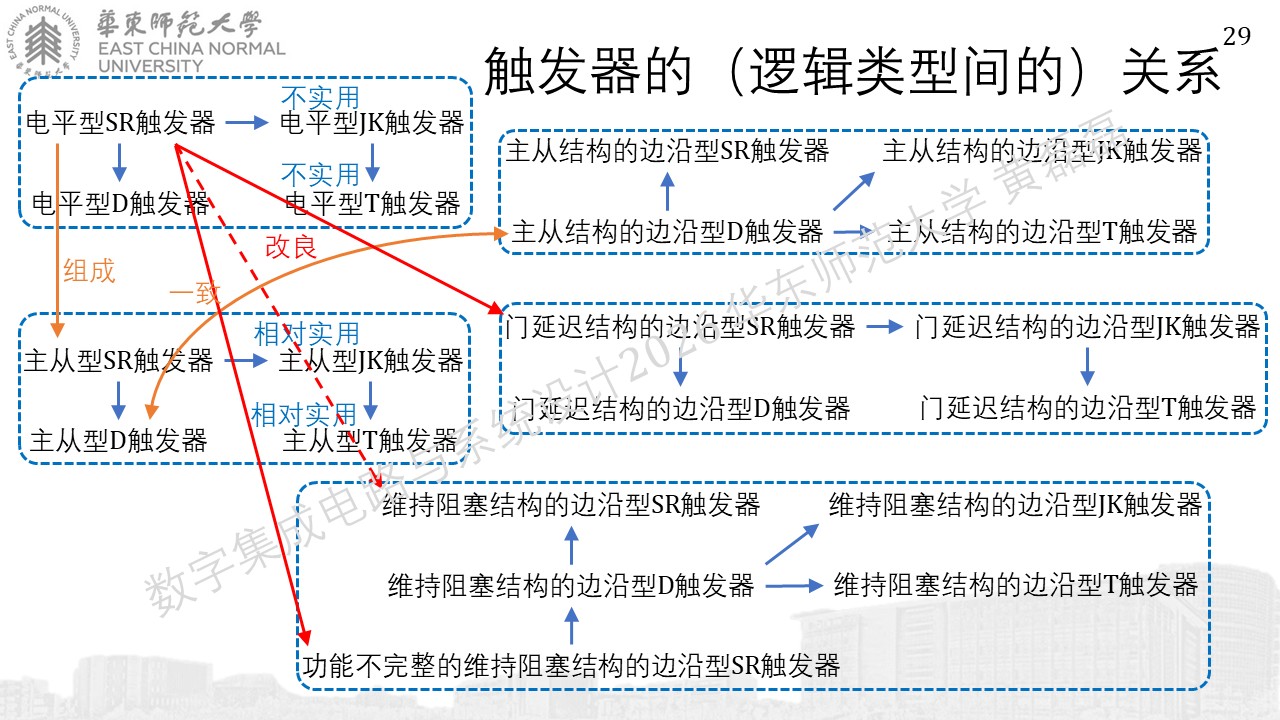 華東師範大學
EAST CHINA NORMAL
UNIVERSITY
EAST CHINA NORMAL UNIVERSITY
華東師範大學
29
触发器的（逻辑类型间的）关系
不实用
电平型SR触发器
电平型JK触发器
不实用
电平型D触发器
电平型T触发器
主从结构的边沿型SR触发器
主从结构的边沿型JK触发器
主从结构的边沿型D触发器
主从结构的边沿型T触发器
改良
组成
一致
相对实用
主从型SR触发器
主从型JK触发器
相对实用
主从型D触发器
主从型T触发器
门延迟结构的边沿型SR触发器
门延迟结构的边沿型JK触发器
门延迟结构的边沿型D触发器
门延迟结构的边沿型T触发器
维持阻塞结构的边沿型SR触发器
维持阻塞结构的边沿型JK触发器
维持阻塞结构的边沿型D触发器
维持阻塞结构的边沿型T触发器
功能不完整的维持阻塞结构的边沿型SR触发器
数字集成电路与系统设计2026 华东师范大学 黄磊磊